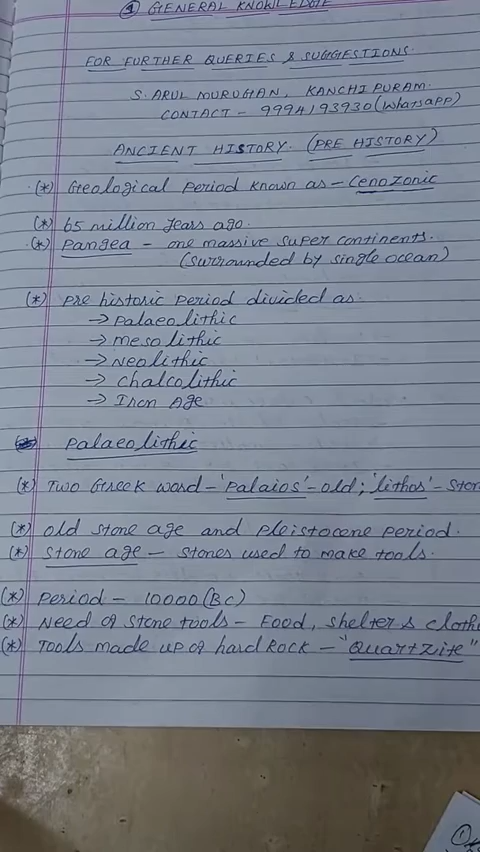 ① GENERAL KNOWLEDGE
FOR FURTHER QUERIES & SUGGESTIONS.
S. ARUL MURUGAN, KANCHIPURAM.
CONTACT - 9994193930 (WhatsApp)
ANCIENT HISTORY. (PRE HISTORY)
(*) Geological Period known as - Cenozonic
(*) 65 million years ago.
(*) Pangea - one massive super continents.
(Surrounded by single ocean)
(*) Pre historic period divided as.
→ Palaeolithic
→ mesolithic
→ Neolithic
→ Chalcolithic
→ Iron Age
Palaeolithic
(*) Two Greek word - 'Palaios' - old; 'lithos' - Ston
(*) old stone age and Pleistocene period.
(*) Stone age - Stones used to make tools.
(*) Period - 10000 (BC)
(*) Need of Stone tools - Food, Shelter & Cloth
(*) Tools made up of hard Rock - "Quartzite"
①